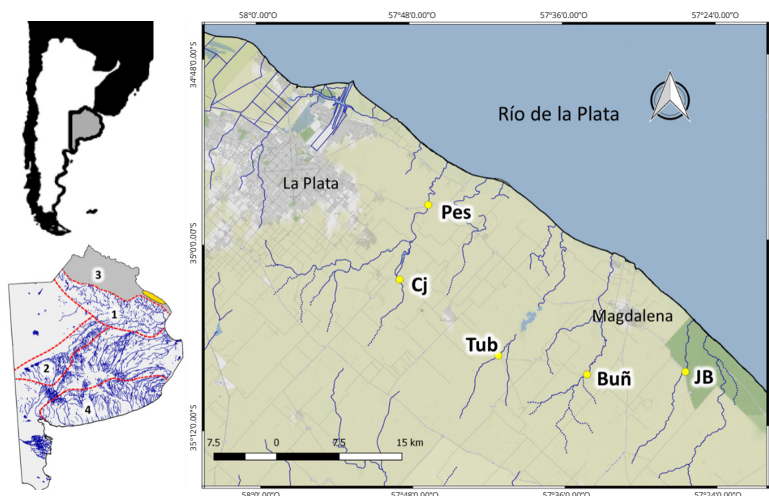 58°0'0.00"O
57°48'0.00"O
57°36'0.00"O
57°24'0.00"O
34°48'0.00"S
35°0'0.00"S
35°12'0.00"S
Río de la Plata
La Plata
Pes
Cj
Magdalena
Tub
Buñ
JB
7.5 0 7.5 15 km
58°0'0.00"O
57°48'0.00"O
57°36'0.00"O
57°24'0.00"O
3
1
2
4